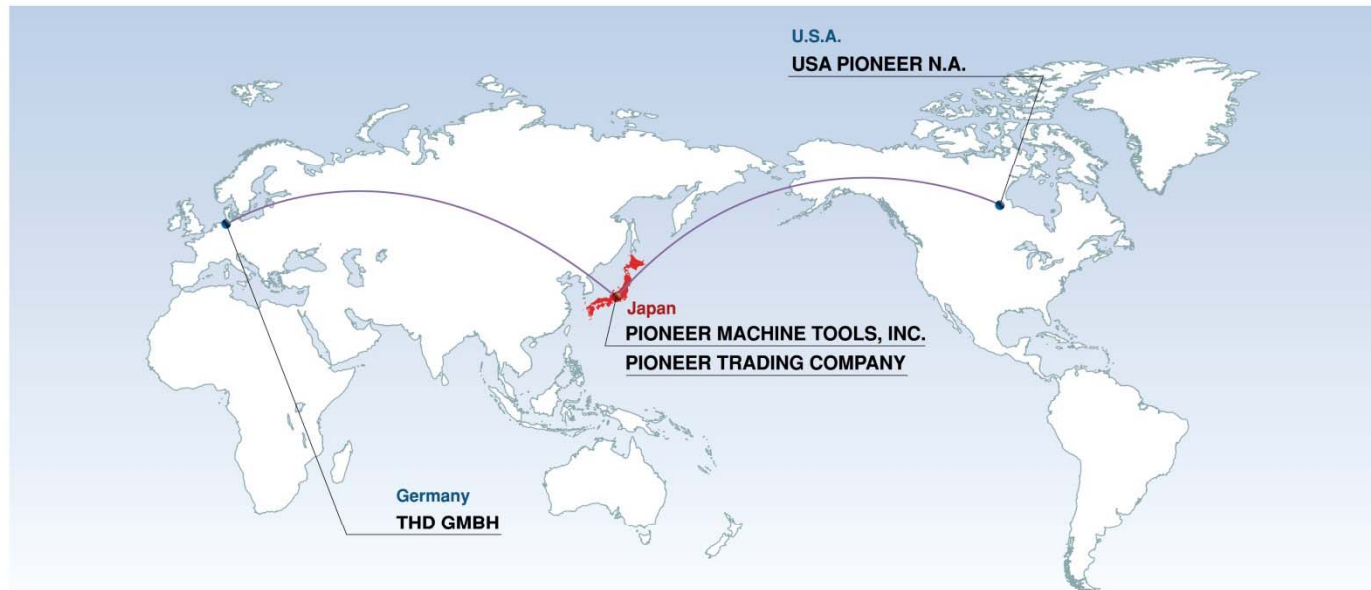 U.S.A.
USA PIONEER N.A.
Japan
PIONEER MACHINE TOOLS, INC.
PIONEER TRADING COMPANY
Germany
THD GMBH